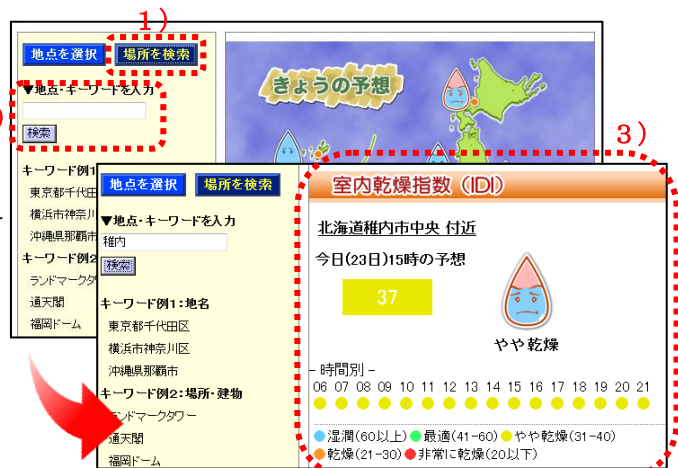 1)
地点を選択 場所を検索
▼地点・キーワードを入力
検索
キーワード例1
東京都千代田
横浜市神奈川
沖縄県那覇市
キーワード例2
ランドマークタ
通天閣
福岡ドーム
きょうの予想
3)
地点を選択 場所を検索
▼地点・キーワードを入力
稚内
検索
キーワード例1:地名
東京都千代田区
横浜市神奈川区
沖縄県那覇市
キーワード例2:場所・建物
ランドマークタワー
通天閣
福岡ドーム
室内乾燥指数 (IDI)
北海道稚内市中央 付近
今日(23日)15時の予想
37
やや乾燥
- 時間別 -
06 07 08 09 10 11 12 13 14 15 16 17 18 19 20 21
●湿潤(60以上) ●最適(41-60) ●やや乾燥(31-40)
●乾燥(21-30) ●非常に乾燥(20以下)